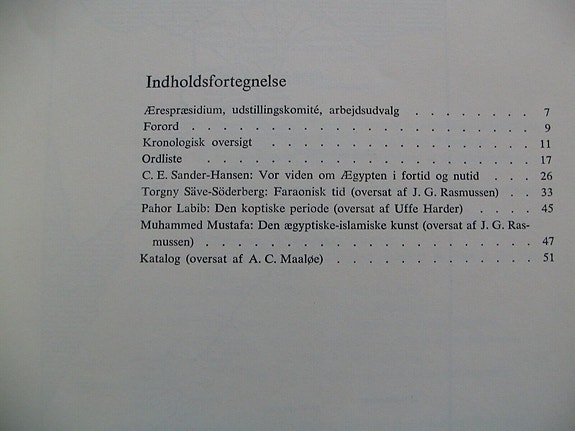 Indholdsfortegnelse
Ærespræsidium, udstillingskomité, arbejdsudvalg . . . . . . . 7
Forord . . . . . . . . . . . . . . . . . . . . 9
Kronologisk oversigt . . . . . . . . . . . . . . . . 11
Ordliste . . . . . . . . . . . . . . . . . . . 17
C. E. Sander-Hansen: Vor viden om Ægypten i fortid og nutid . . . 26
Torgny Säve-Söderberg: Faraonisk tid (oversat af J. G. Rasmussen) . . 33
Pahor Labib: Den koptiske periode (oversat af Uffe Harder) . . . . 45
Muhammed Mustafa: Den ægyptiske-islamiske kunst (oversat af J. G. Ras-
mussen) . . . . . . . . . . . . . . . . . . . 47
Katalog (oversat af A. C. Maaløe) . . . . . . . . . . . . 51